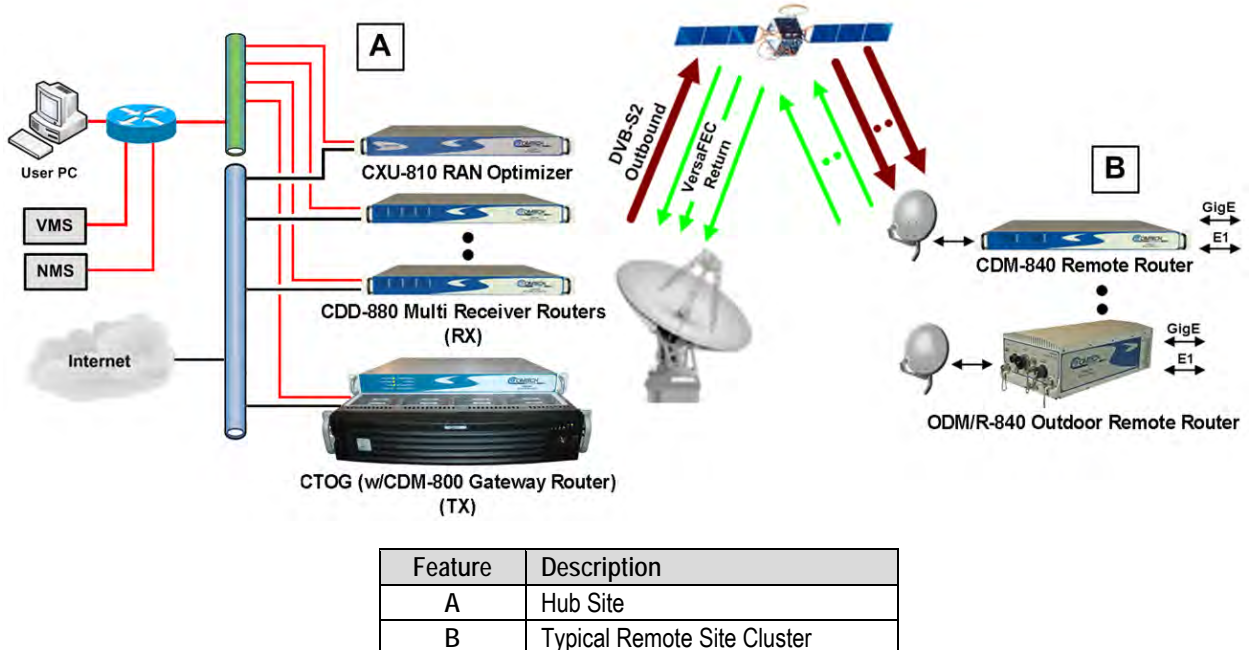 A
User PC
VMS
NMS
Internet
CXU-810 RAN Optimizer
CDD-880 Multi Receiver Routers
(RX)
CTOG (w/CDM-800 Gateway Router)
(TX)
DVB-S2
Outbound
VersaFEC
Return
B
GigE
E1
CDM-840 Remote Router
GigE
E1
ODM/R-840 Outdoor Remote Router
Feature Description
A Hub Site
B Typical Remote Site Cluster